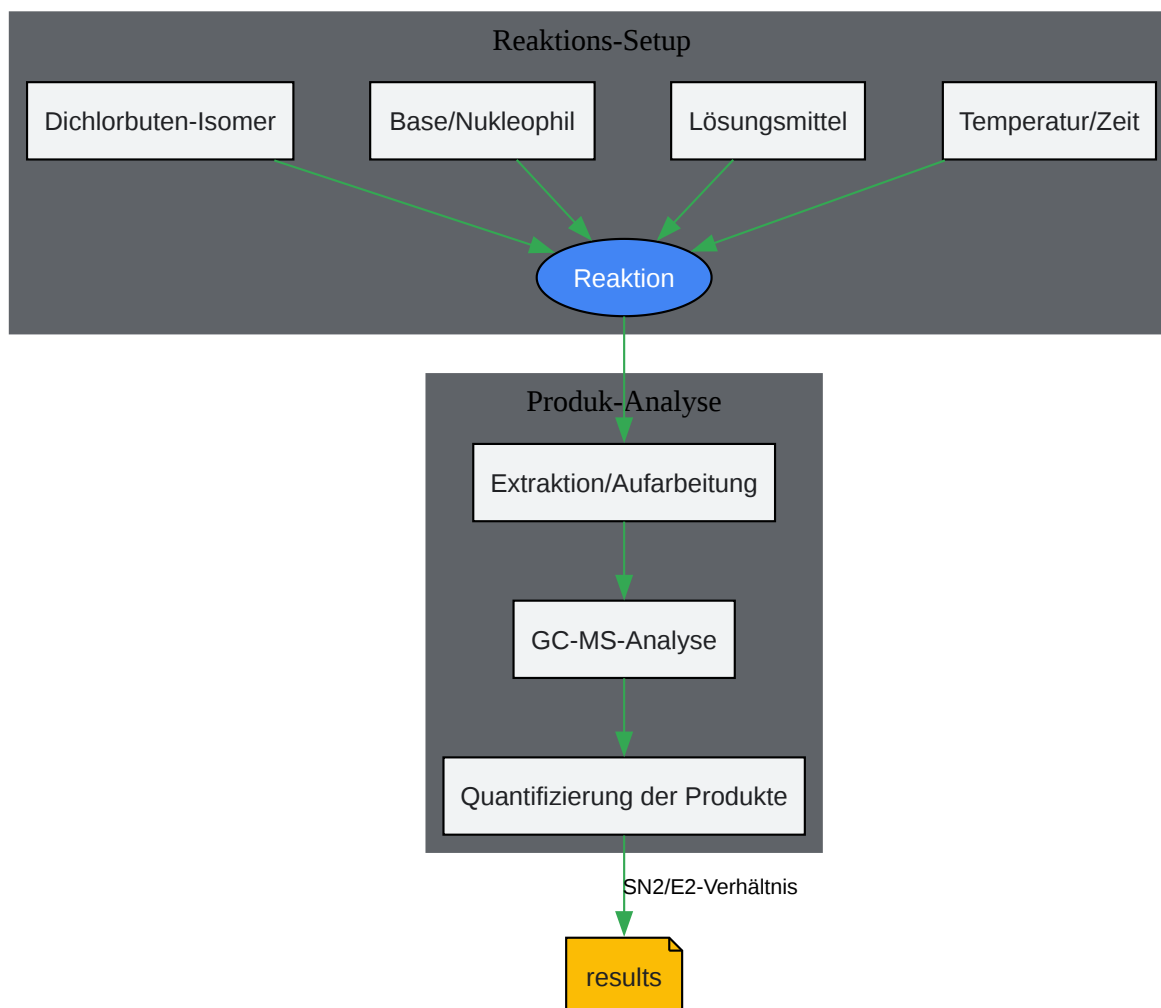 Reaktions-Setup
Dichlorbuten-Isomer
Base/Nukleophil
Lösungsmittel
Temperatur/Zeit
Reaktion
Produk-Analyse
Extraktion/Aufarbeitung
GC-MS-Analyse
Quantifizierung der Produkte
SN2/E2-Verhältnis
results